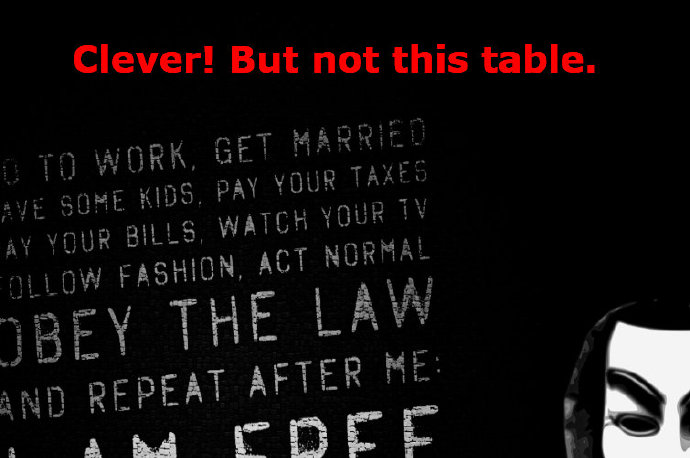 Clever! But not this table.
O TO WORK, GET MARRIED
AVE SOME KIDS, PAY YOUR TAXES
AY YOUR BILLS, WATCH YOUR TV
FOLLOW FASHION, ACT NORMAL
OBEY THE LAW
AND REPEAT AFTER ME:
I AM FREE